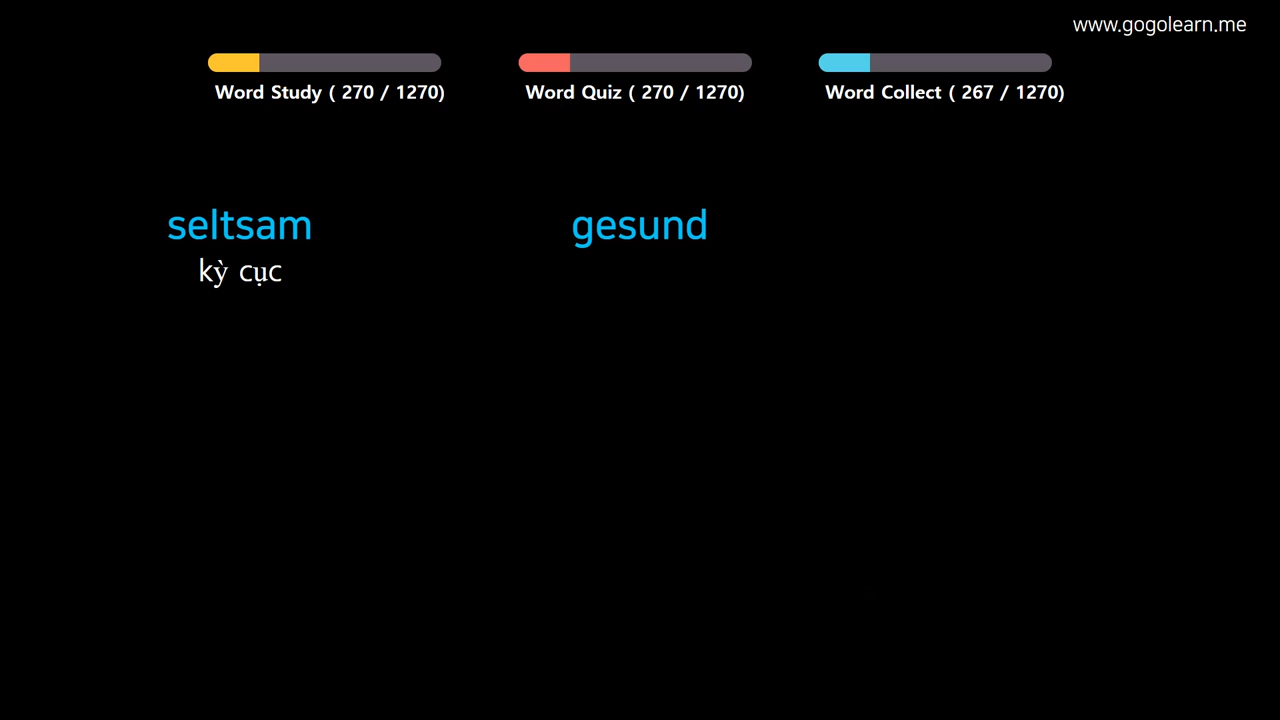 www.gogolearn.me
Word Study ( 270 / 1270)
Word Quiz ( 270 / 1270)
Word Collect ( 267 / 1270)
seltsam
kỳ cục
gesund